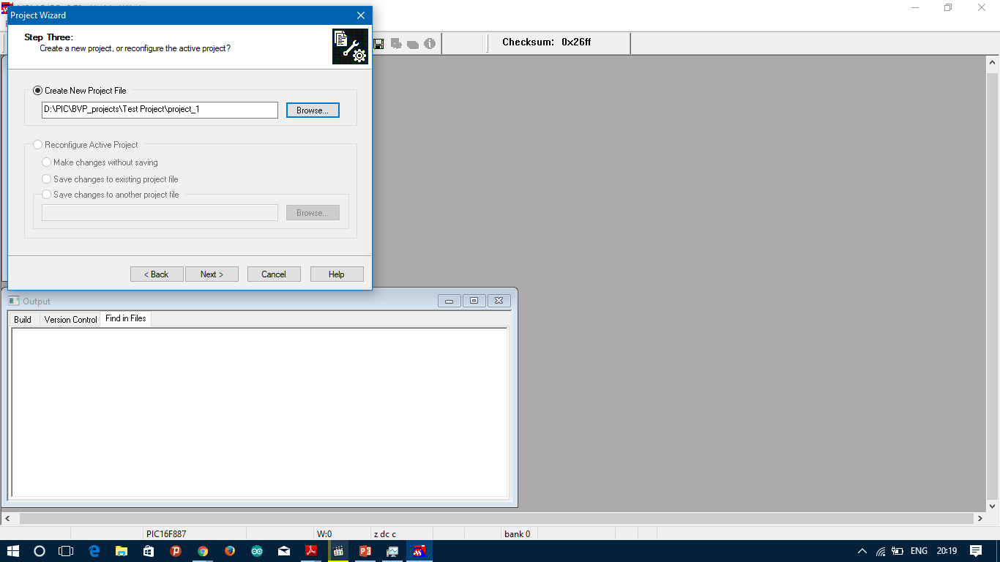 Project Wizard
Step Three:
Create a new project, or reconfigure the active project?
Checksum: 0x26ff
Create New Project File
D:\PIC\BVP_projects\Test Project\project_1
Browse...
Reconfigure Active Project
Make changes without saving
Save changes to existing project file
Save changes to another project file
Browse...
< Back
Next >
Cancel
Help
Output
Build
Version Control
Find in Files
PIC16F887
W:0
z dc c
bank 0
ENG
20:19